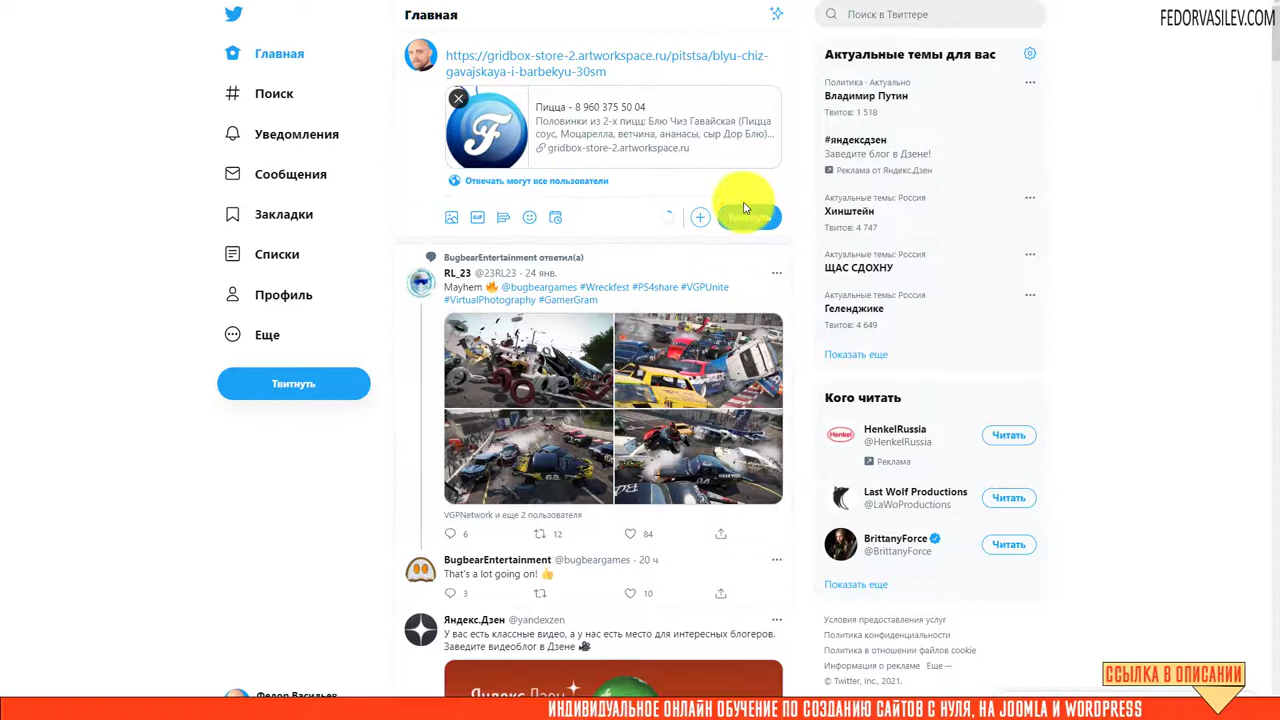 FEDORVASILEV.COM
Главная
Поиск
Уведомления
Сообщения
Закладки
Списки
Профиль
Еще
Твитнуть
Федор Васильев
Главная
https://gridbox-store-2.artworkspace.ru/pitstsa/blyu-chiz-
gavajskaya-i-barbekyu-30sm
Пицца - 8 960 375 50 04
Половинки из 2-х пицц: Блю Чиз Гавайская (Пицца
соус, Моцарелла, ветчина, ананасы, сыр Дор Блю)...
gridbox-store-2.artworkspace.ru
Отвечать могут все пользователи
GIF
Твитнуть
BugbearEntertainment ответил(а)
RL_23 @23RL23 · 24 янв.
Mayhem 🔥 @bugbeargames #Wreckfest #PS4share #VGPUnite
#VirtualPhotography #GamerGram
VGPNetwork и еще 2 пользователя
6 12 84
BugbearEntertainment @bugbeargames · 20 ч
That's a lot going on! 👍
3 10
Яндекс.Дзен @yandexzen
У вас есть классные видео, а у нас есть место для интересных блогеров.
Заведите видеоблог в Дзене 🎥
Яндекс Дзен
Поиск в Твиттере
Актуальные темы для вас
Политика · Актуально
Владимир Путин
Твитов: 1 518
#яндексдзен
Заведите блог в Дзене!
Реклама от Яндекс.Дзен
Актуальные темы: Россия
Хинштейн
Твитов: 4 747
Актуальные темы: Россия
ЩАС СДОХНУ
Актуальные темы: Россия
Геленджике
Твитов: 4 649
Показать еще
Кого читать
HenkelRussia
@HenkelRussia
Читать
Реклама
Last Wolf Productions
@LaWoProductions
Читать
BrittanyForce
@BrittanyForce
Читать
Показать еще
Условия предоставления услуг
Политика конфиденциальности
Политика в отношении файлов cookie
Информация о рекламе Еще ···
© Twitter, Inc., 2021.
ССЫЛКА В ОПИСАНИИ
ИНДИВИДУАЛЬНОЕ ОНЛАЙН ОБУЧЕНИЕ ПО СОЗДАНИЮ САЙТОВ С НУЛЯ, НА JOOMLA И WORDPRESS